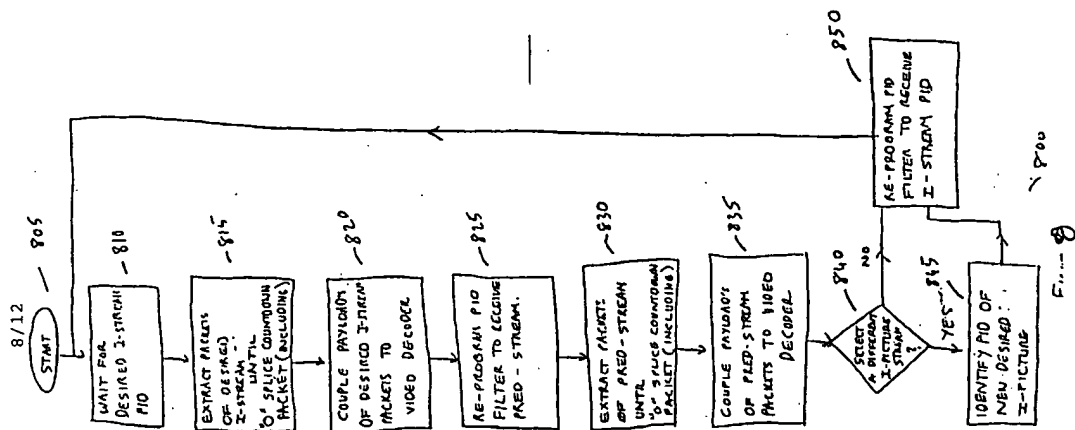 8/12
START
805
WAIT FOR
DESIRED I-STREAM
PID
810
EXTRACT PACKETS
OF DESIRED
I-STREAM
UNTIL
"0" SPLICE COUNTDOWN
PACKET (INCLUDING)
815
COUPLE PAYLOADS
OF DESIRED I-STREAM
PACKETS TO
VIDEO DECODER
820
RE-PROGRAM PID
FILTER TO RECEIVE
PRED-STREAM.
825
EXTRACT PACKETS
OF PRED-STREAM
UNTIL
"0" SPLICE COUNTDOWN
PACKET (INCLUDING)
830
COUPLE PAYLOAD'S
OF PRED-STREAM
PACKETS TO VIDEO
DECODER
835
SELECT
A DIFFERENT
I-PICTURE
STREAM
?
840
NO
YES
845
IDENTIFY PID OF
NEW DESIRED
I-PICTURE
RE-PROGRAM PID
FILTER TO RECEIVE
I-STREAM PID
850
800
8